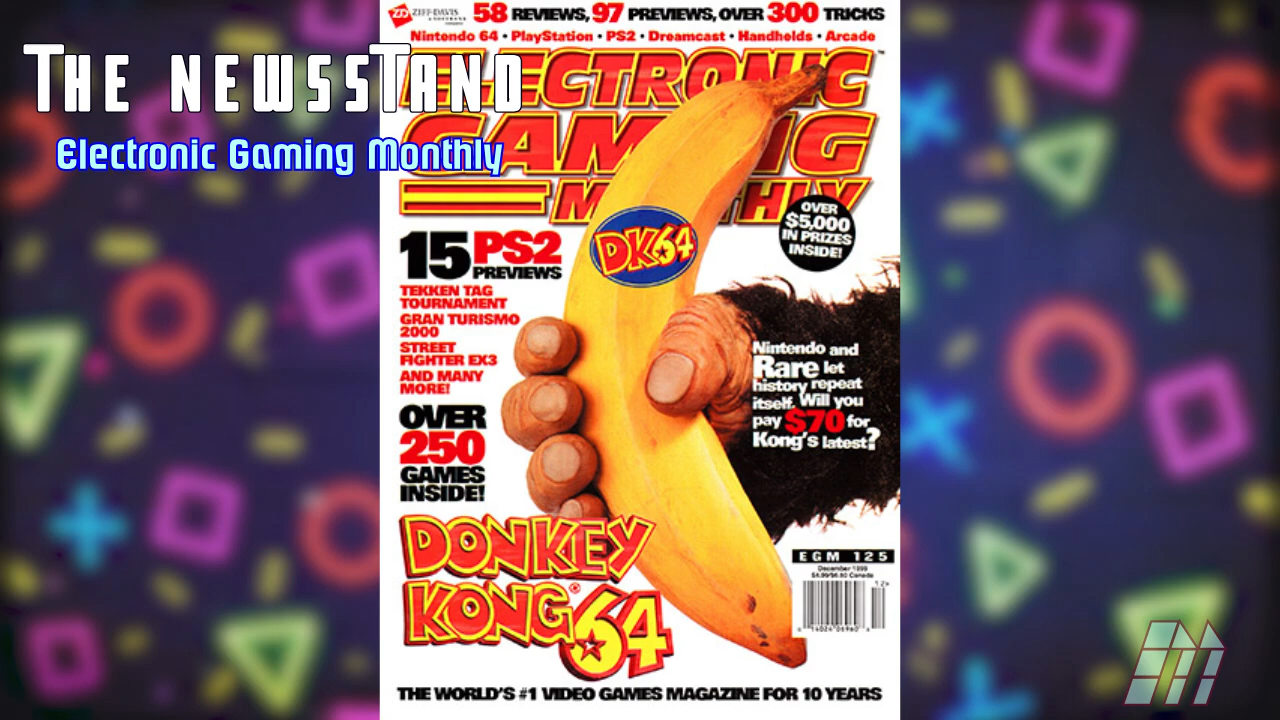 ZD ZIFF-DAVIS
58 REVIEWS, 97 PREVIEWS, OVER 300 TRICKS
Nintendo 64 • PlayStation • PS2 • Dreamcast • Handhelds • Arcade
THE NEWSSTAND
Electronic Gaming Monthly
ELECTRONIC
GAMING
MONTHLY
DK64
OVER
$5,000
IN PRIZES
INSIDE!
15 PS2
PREVIEWS
TEKKEN TAG
TOURNAMENT
GRAN TURISMO
2000
STREET
FIGHTER EX3
AND MANY
MORE!
OVER
250
GAMES
INSIDE!
Nintendo and
Rare let
history repeat
itself. Will you
pay $70 for
Kong's latest?
DONKEY
KONG 64
EGM 125
December 1999
THE WORLD'S #1 VIDEO GAMES MAGAZINE FOR 10 YEARS